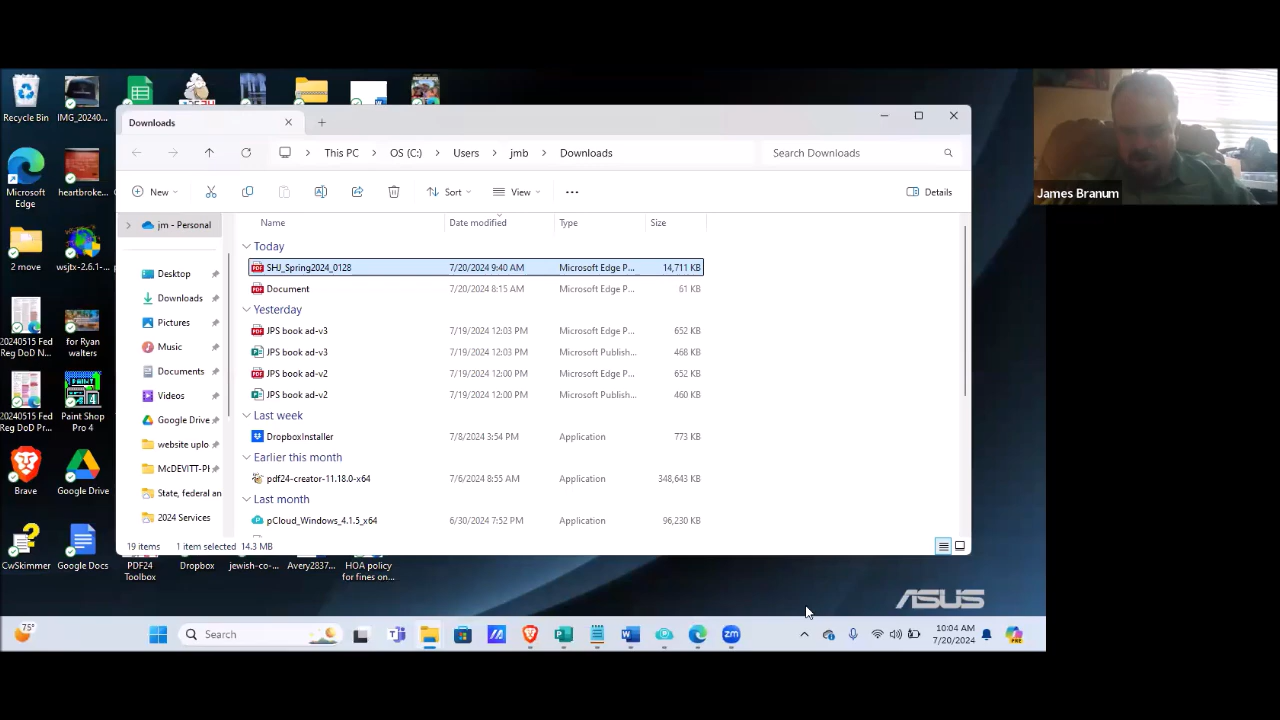 Recycle Bin
IMG_20240...
Microsoft Edge
heartbroke...
2 move
wsjtx-2.6.1-...
20240515 Fed Reg DoD N...
for Ryan walters
20240515 Fed Reg DoD Pr...
Paint Shop Pro 4
Brave
Google Drive
CwSkimmer
Google Docs
PDF24 Toolbox
Dropbox
jewish-co-...
Avery2837...
HOA policy for fines on...
Downloads
This PC > OS (C:) > Users > jmb > Downloads
Search Downloads
New
Sort
View
Details
jm - Personal
Desktop
Downloads
Pictures
Music
Documents
Videos
Google Drive
website uplo
McDEVITT-Pl
State, federal an
2024 Services
Name Date modified Type Size
Today
SHJ_Spring2024_0128 7/20/2024 9:40 AM Microsoft Edge P... 14,711 KB
Document 7/20/2024 8:15 AM Microsoft Edge P... 61 KB
Yesterday
JPS book ad-v3 7/19/2024 12:03 PM Microsoft Edge P... 652 KB
JPS book ad-v3 7/19/2024 12:03 PM Microsoft Publish... 468 KB
JPS book ad-v2 7/19/2024 12:00 PM Microsoft Edge P... 652 KB
JPS book ad-v2 7/19/2024 12:00 PM Microsoft Publish... 460 KB
Last week
DropboxInstaller 7/8/2024 3:54 PM Application 773 KB
Earlier this month
pdf24-creator-11.18.0-x64 7/6/2024 8:55 AM Application 348,643 KB
Last month
pCloud_Windows_4.1.5_x64 6/30/2024 7:52 PM Application 96,230 KB
19 items 1 item selected 14.3 MB
ASUS
James Branum
75°
Search
10:04 AM
7/20/2024